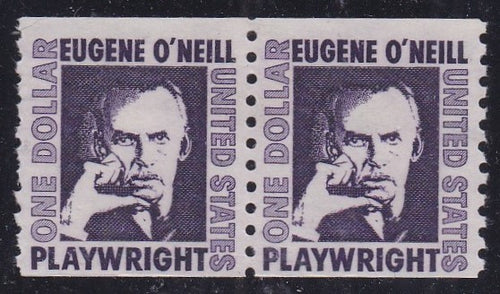 EUGENE O'NEILL
ONE DOLLAR
UNITED STATES
PLAYWRIGHT
EUGENE O'NEILL
ONE DOLLAR
UNITED STATES
PLAYWRIGHT